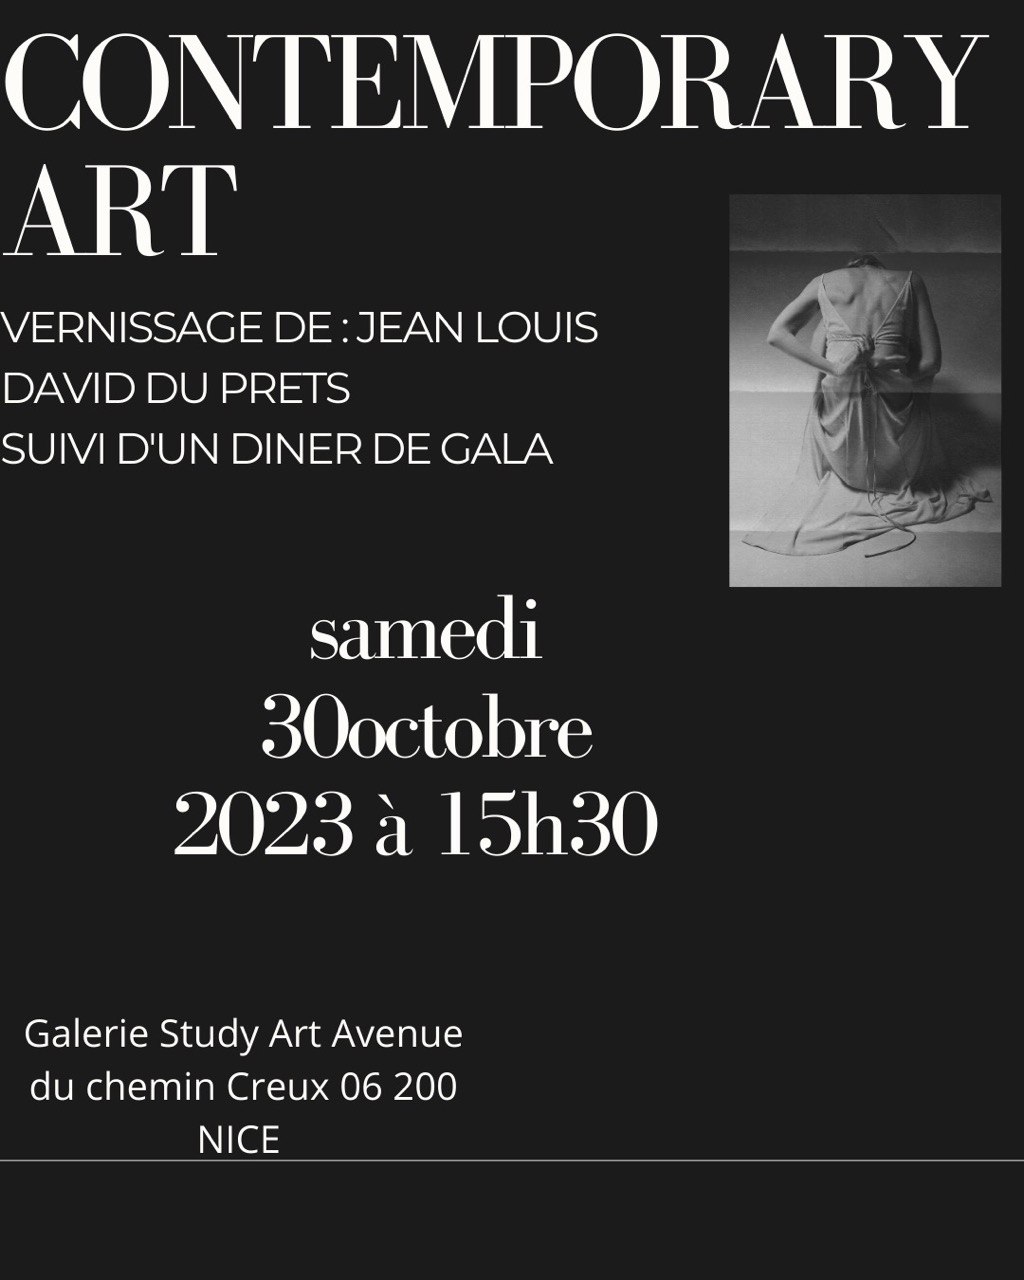 CONTEMPORARY
ART
VERNISSAGE DE : JEAN LOUIS
DAVID DU PRETS
SUIVI D'UN DINER DE GALA
samedi
30octobre
2023 à 15h30
Galerie Study Art Avenue
du chemin Creux 06 200
NICE